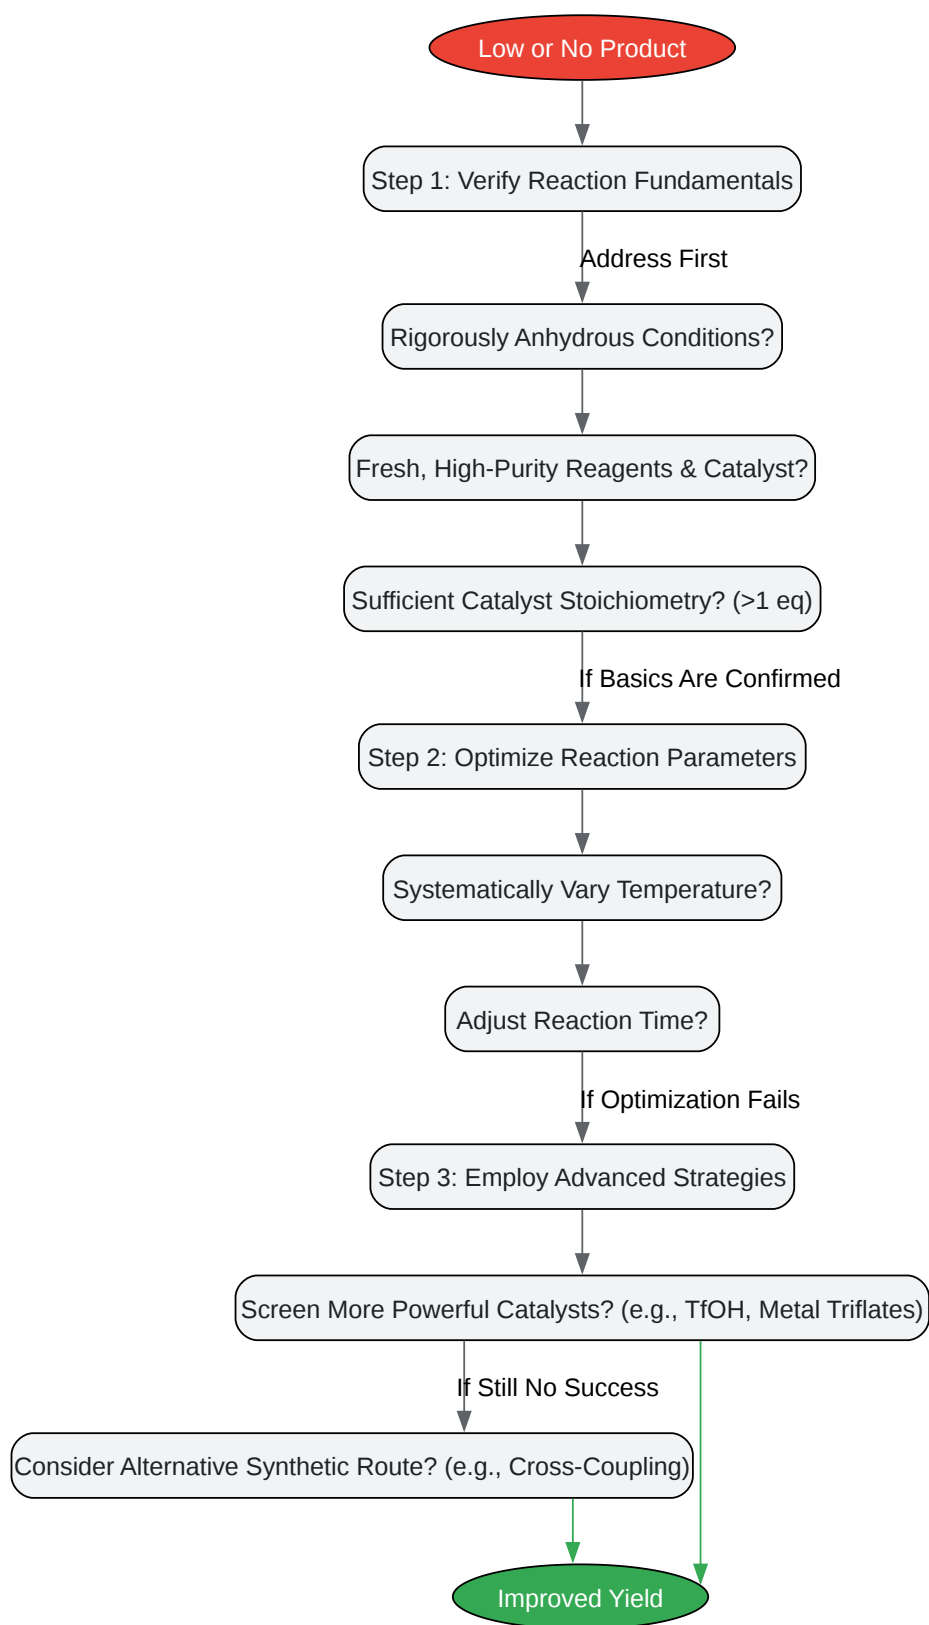 Low or No Product
Step 1: Verify Reaction Fundamentals
Address First
Rigorously Anhydrous Conditions?
Fresh, High-Purity Reagents & Catalyst?
Sufficient Catalyst Stoichiometry? (>1 eq)
If Basics Are Confirmed
Step 2: Optimize Reaction Parameters
Systematically Vary Temperature?
Adjust Reaction Time?
If Optimization Fails
Step 3: Employ Advanced Strategies
Screen More Powerful Catalysts? (e.g., TfOH, Metal Triflates)
If Still No Success
Consider Alternative Synthetic Route? (e.g., Cross-Coupling)
Improved Yield